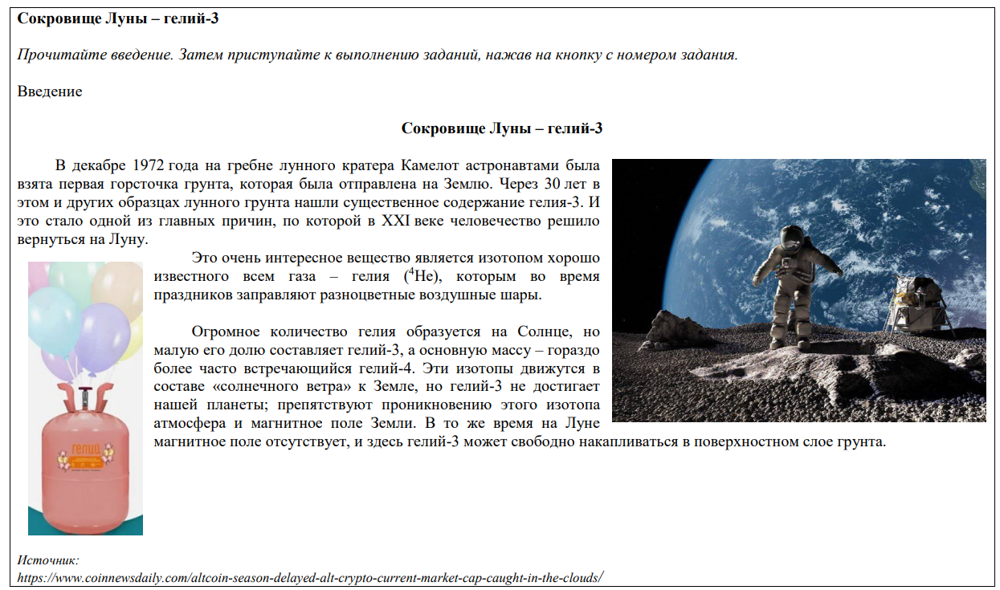 Сокровище Луны – гелий-3
Прочитайте введение. Затем приступайте к выполнению заданий, нажав на кнопку с номером задания.
Введение
Сокровище Луны – гелий-3
В декабре 1972 года на гребне лунного кратера Камелот астронавтами была
взята первая горсточка грунта, которая была отправлена на Землю. Через 30 лет в
этом и других образцах лунного грунта нашли существенное содержание гелия-3. И
это стало одной из главных причин, по которой в XXI веке человечество решило
вернуться на Луну.
Это очень интересное вещество является изотопом хорошо
известного всем газа – гелия (⁴He), которым во время
праздников заправляют разноцветные воздушные шары.
Огромное количество гелия образуется на Солнце, но
малую его долю составляет гелий-3, а основную массу – гораздо
более часто встречающийся гелий-4. Эти изотопы движутся в
составе «солнечного ветра» к Земле, но гелий-3 не достигает
нашей планеты; препятствуют проникновению этого изотопа
атмосфера и магнитное поле Земли. В то же время на Луне
магнитное поле отсутствует, и здесь гелий-3 может свободно накапливаться в поверхностном слое грунта.
гелий
Источник:
https://www.coinnewsdaily.com/altcoin-season-delayed-alt-crypto-current-market-cap-caught-in-the-clouds/